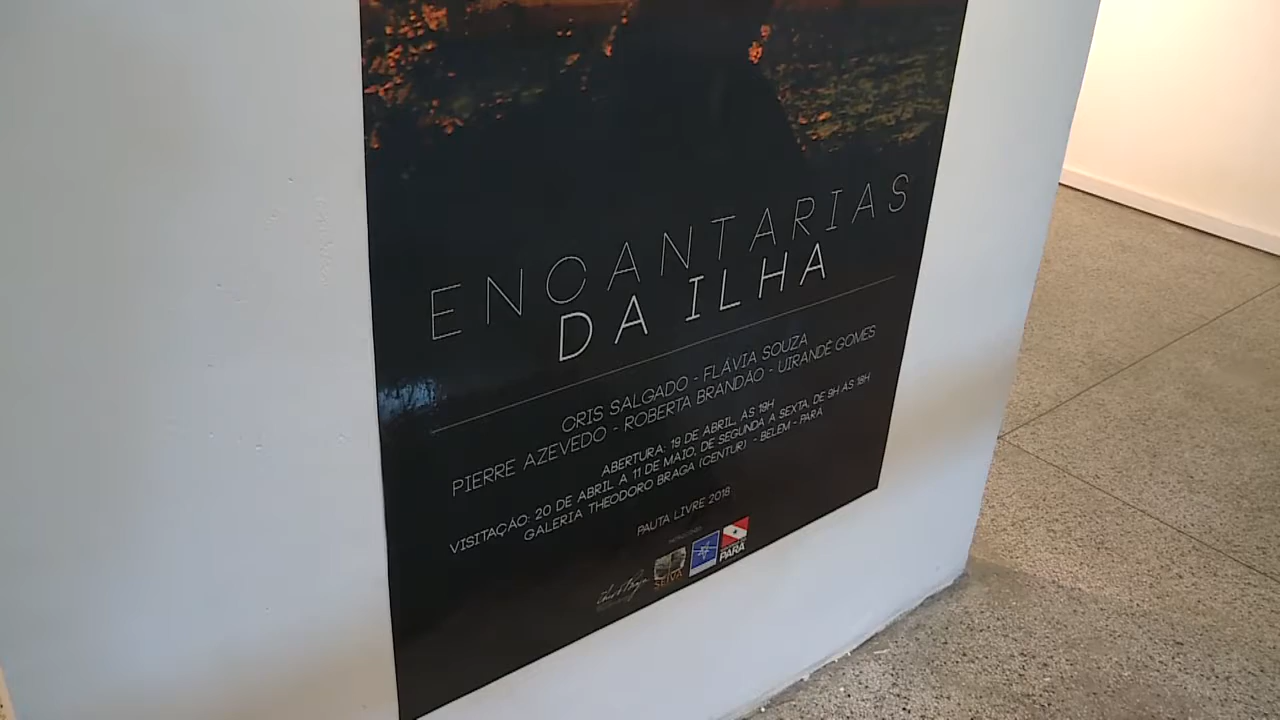 ENCANTARIAS
DA ILHA
CRIS SALGADO - FLÁVIA SOUZA
PIERRE AZEVEDO - ROBERTA BRANDÃO - UIRANDÊ GOMES
ABERTURA: 19 DE ABRIL, ÀS 19H
VISITAÇÃO: 20 DE ABRIL A 11 DE MAIO, DE SEGUNDA A SEXTA, DE 9H ÀS 18H
GALERIA THEODORO BRAGA (CENTUR) - BELÉM - PARÁ
PAUTA LIVRE 2018
SEIVA
PARÁ